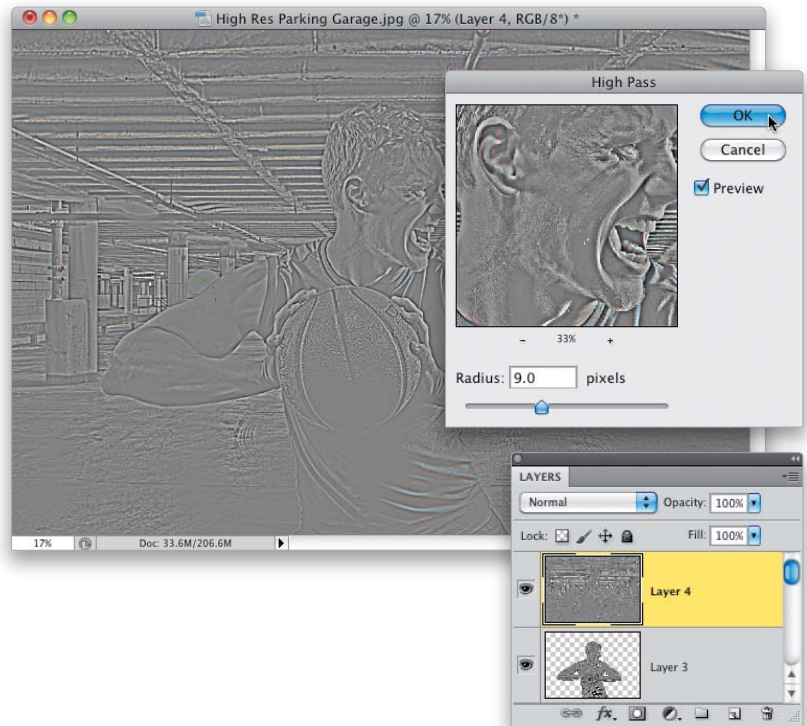 High Res Parking Garage.jpg @ 17% (Layer 4, RGB/8*) *
High Pass
OK
Cancel
Preview
- 33% +
Radius: 9.0 pixels
17% Doc: 33.6M/206.6M
LAYERS
Normal Opacity: 100%
Lock: Fill: 100%
Layer 4
Layer 3
fx.